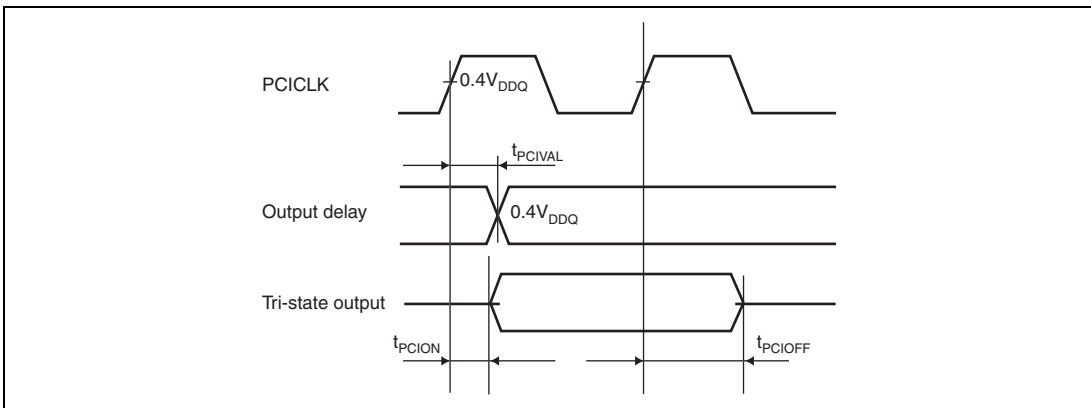 PCICLK
0.4VDDQ
tPCIVAL
Output delay
0.4VDDQ
Tri-state output
tPCION
tPCIOFF